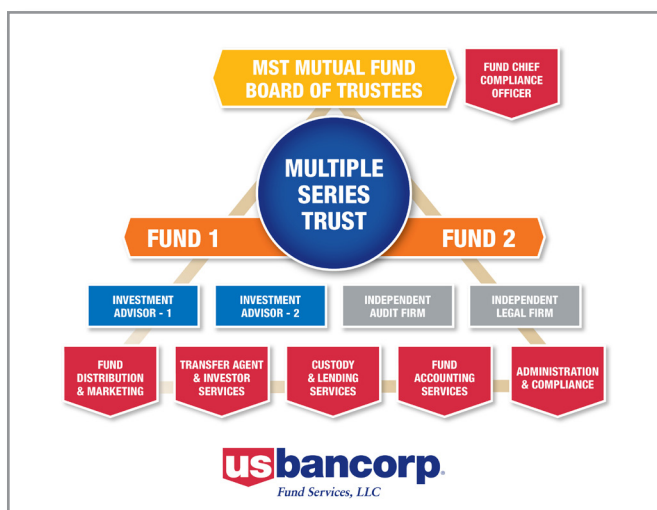 MST MUTUAL FUND
BOARD OF TRUSTEES
FUND CHIEF
COMPLIANCE
OFFICER
MULTIPLE
SERIES
TRUST
FUND 1
FUND 2
INVESTMENT
ADVISOR - 1
INVESTMENT
ADVISOR - 2
INDEPENDENT
AUDIT FIRM
INDEPENDENT
LEGAL FIRM
FUND
DISTRIBUTION
& MARKETING
TRANSFER AGENT
& INVESTOR
SERVICES
CUSTODY
& LENDING
SERVICES
FUND
ACCOUNTING
SERVICES
ADMINISTRATION
& COMPLIANCE
usbancorp
Fund Services, LLC